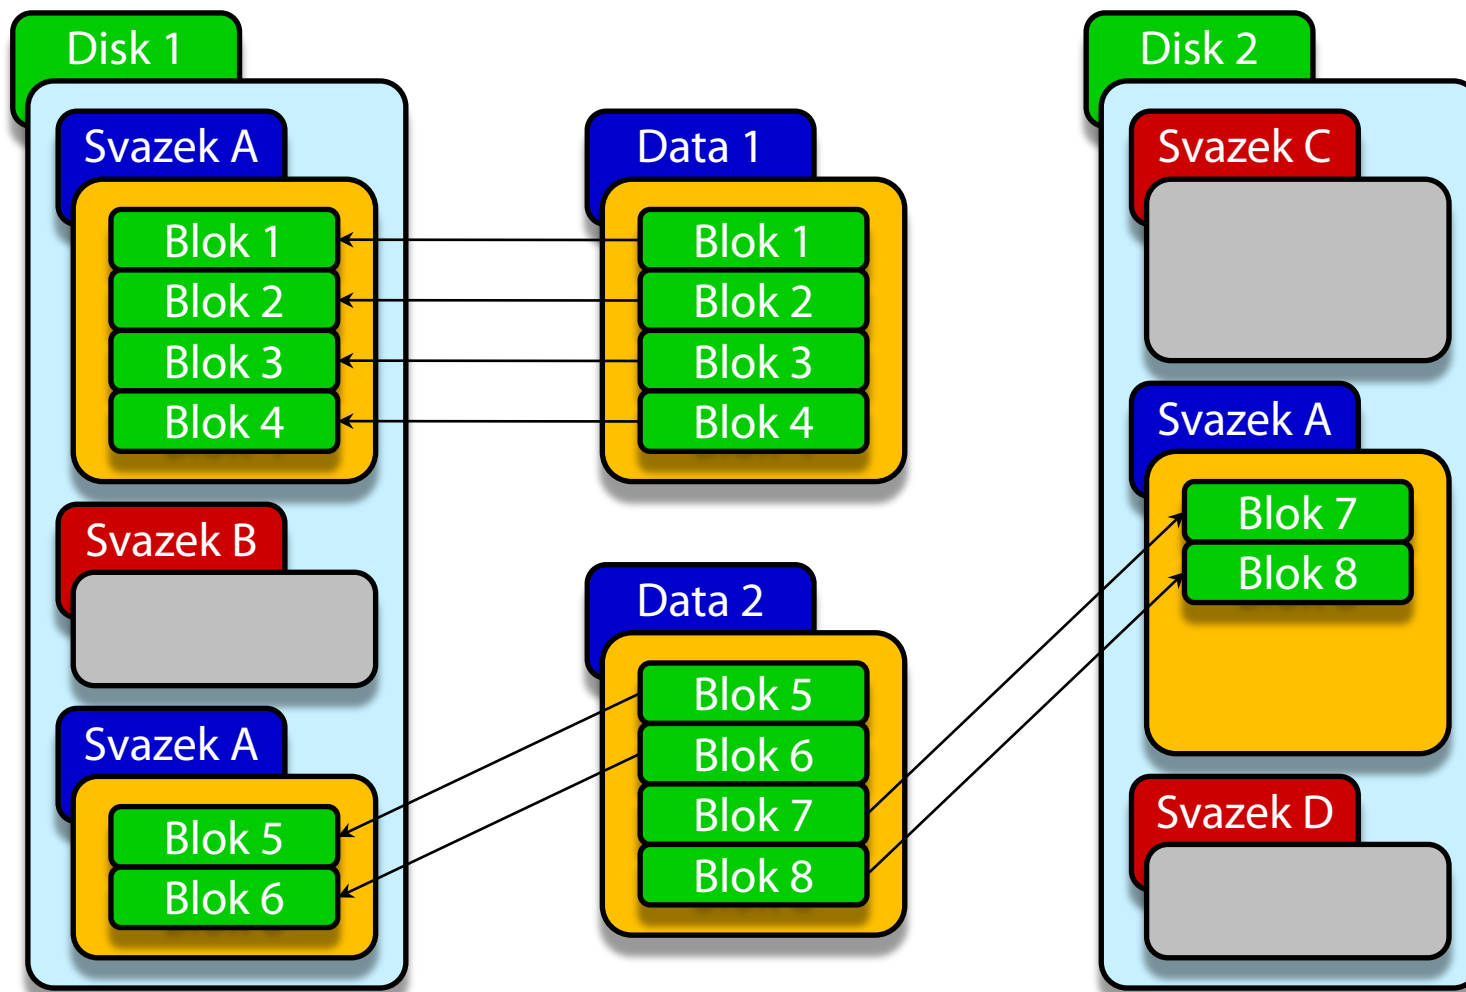 Disk 1
Svazek A
Blok 1
Blok 2
Blok 3
Blok 4
Svazek B
Svazek A
Blok 5
Blok 6
Data 1
Blok 1
Blok 2
Blok 3
Blok 4
Data 2
Blok 5
Blok 6
Blok 7
Blok 8
Disk 2
Svazek C
Svazek A
Blok 7
Blok 8
Svazek D